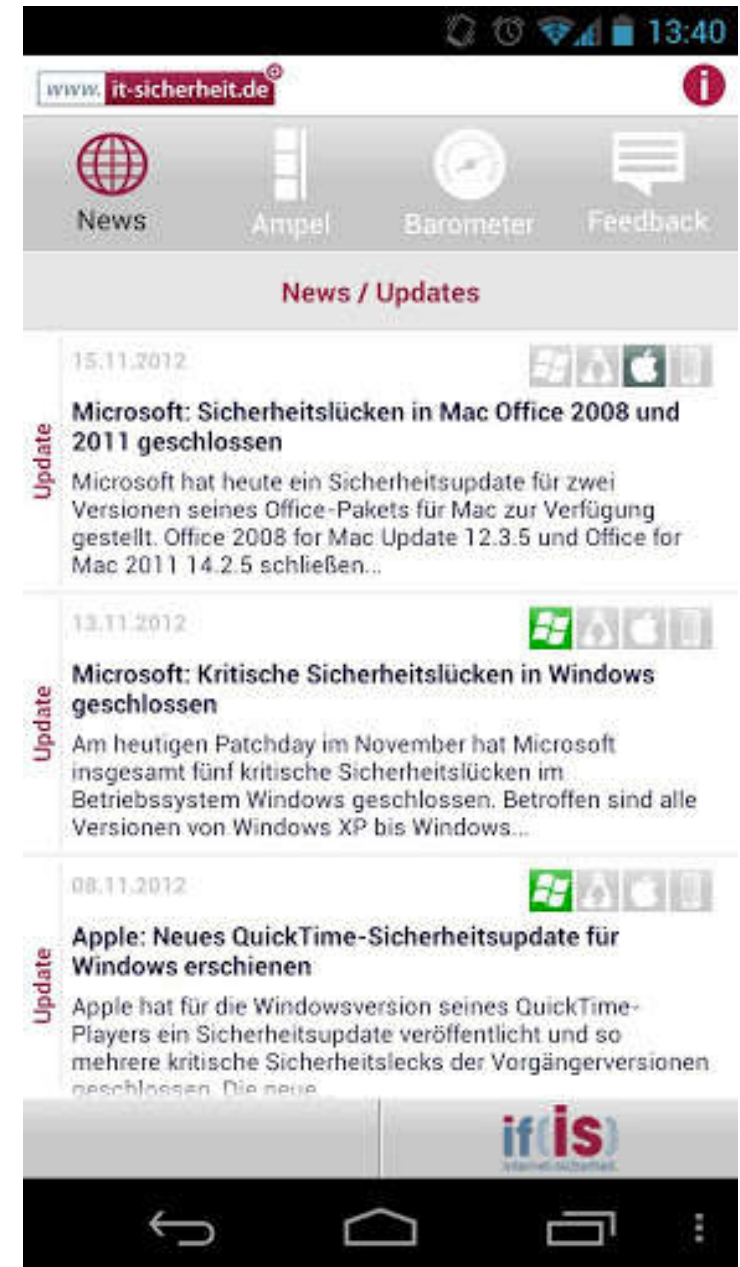 13:40
www. it-sicherheit.de
i
News
Ampel
Barometer
Feedback
News / Updates
15.11.2012
Update
Microsoft: Sicherheitslücken in Mac Office 2008 und
2011 geschlossen
Microsoft hat heute ein Sicherheitsupdate für zwei
Versionen seines Office-Pakets für Mac zur Verfügung
gestellt. Office 2008 for Mac Update 12.3.5 und Office for
Mac 2011 14.2.5 schließen...
13.11.2012
Update
Microsoft: Kritische Sicherheitslücken in Windows
geschlossen
Am heutigen Patchday im November hat Microsoft
insgesamt fünf kritische Sicherheitslücken im
Betriebssystem Windows geschlossen. Betroffen sind alle
Versionen von Windows XP bis Windows...
08.11.2012
Update
Apple: Neues QuickTime-Sicherheitsupdate für
Windows erschienen
Apple hat für die Windowsversion seines QuickTime-
Players ein Sicherheitsupdate veröffentlicht und so
mehrere kritische Sicherheitslecks der Vorgängerversionen
geschlossen. Die neue
if(is)
internet-sicherheit.